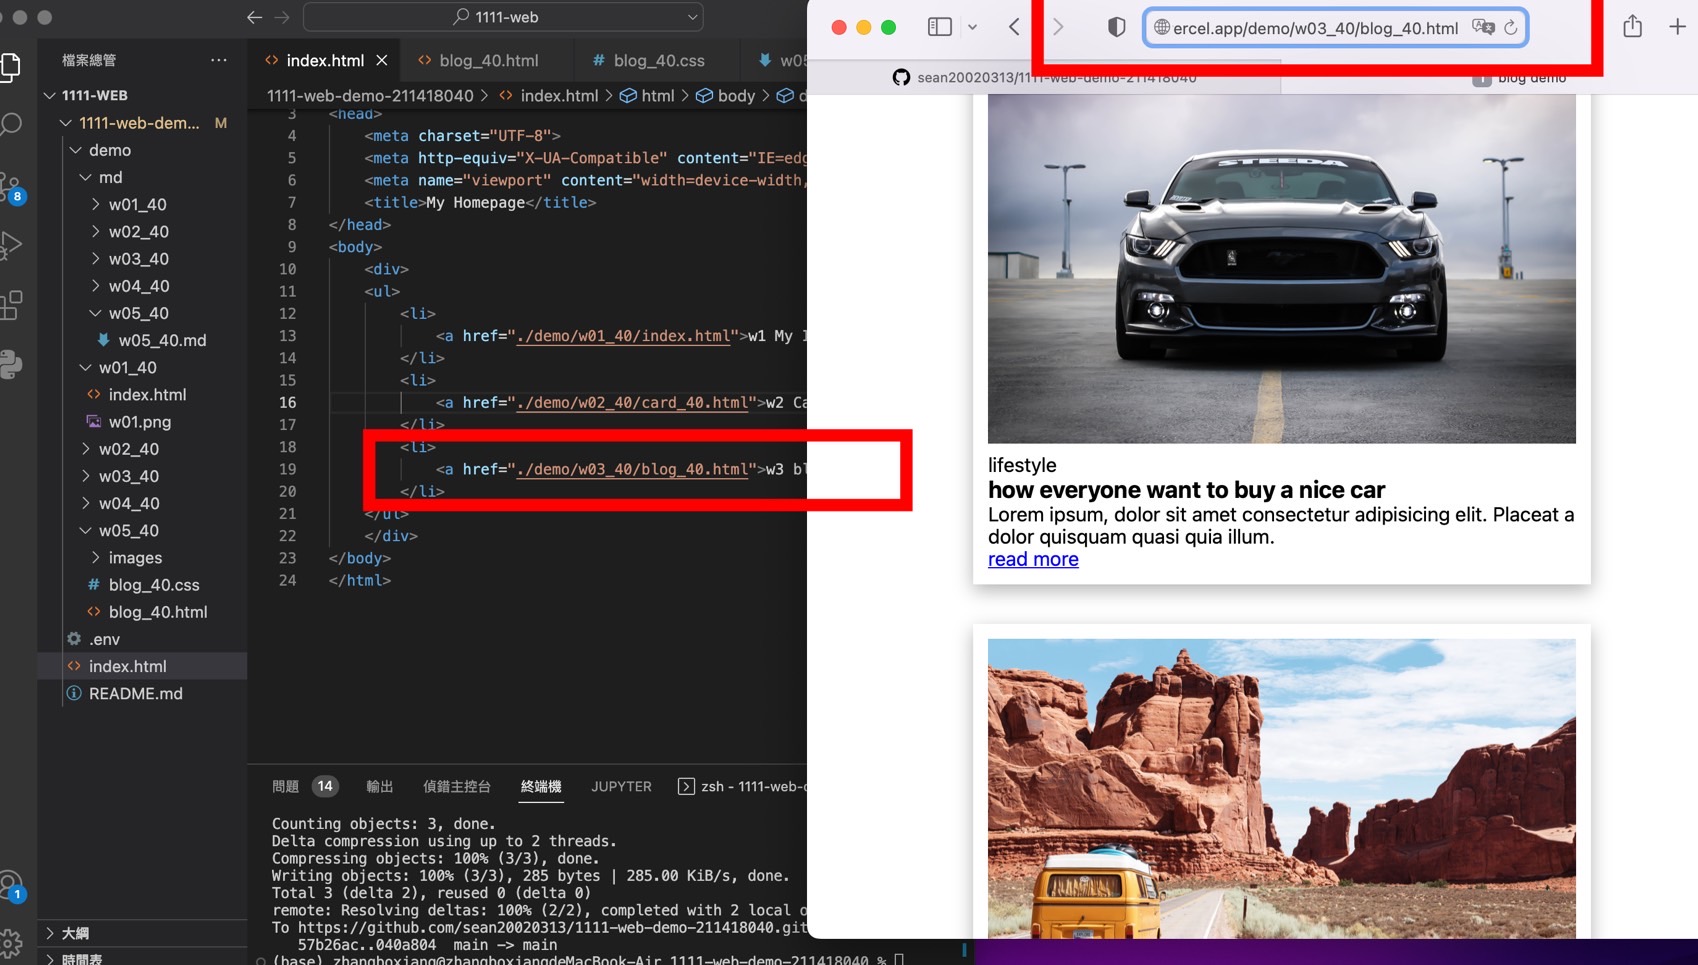 1111-web
檔案總管
1111-WEB
1111-web-dem... M
demo
md
w01_40
w02_40
w03_40
w04_40
w05_40
w05_40.md
w01_40
index.html
w01.png
w02_40
w03_40
w04_40
w05_40
images
blog_40.css
blog_40.html
.env
index.html
README.md
大綱
時間表
8
1
index.html
blog_40.html
# blog_40.css
1111-web-demo-211418040 > index.html > html > body >
3 <head>
4 <meta charset="UTF-8">
5 <meta http-equiv="X-UA-Compatible" content="IE=edg
6 <meta name="viewport" content="width=device-width,
7 <title>My Homepage</title>
8 </head>
9 <body>
10 <div>
11 <ul>
12 <li>
13 <a href="./demo/w01_40/index.html">w1 My
14 </li>
15 <li>
16 <a href="./demo/w02_40/card_40.html">w2 Ca
17 </li>
18 <li>
19 <a href="./demo/w03_40/blog_40.html">w3 bl
20 </li>
21 </ul>
22 </div>
23 </body>
24 </html>
問題 14 輸出 偵錯主控台 終端機 JUPYTER zsh - 1111-web-d
Counting objects: 3, done.
Delta compression using up to 2 threads.
Compressing objects: 100% (3/3), done.
Writing objects: 100% (3/3), 285 bytes | 285.00 KiB/s, done.
Total 3 (delta 2), reused 0 (delta 0)
remote: Resolving deltas: 100% (2/2), completed with 2 local o
To https://github.com/sean20020313/1111-web-demo-211418040.git
57b26ac..040a804 main -> main
(base) zhangboxiang@zhangboxiangdeMacBook-Air 1111-web-demo-211418040 %
ercel.app/demo/w03_40/blog_40.html
sean20020313/1111-web-demo-211418040
blog demo
STEEDA
lifestyle
how everyone want to buy a nice car
Lorem ipsum, dolor sit amet consectetur adipisicing elit. Placeat a
dolor quisquam quasi quia illum.
read more